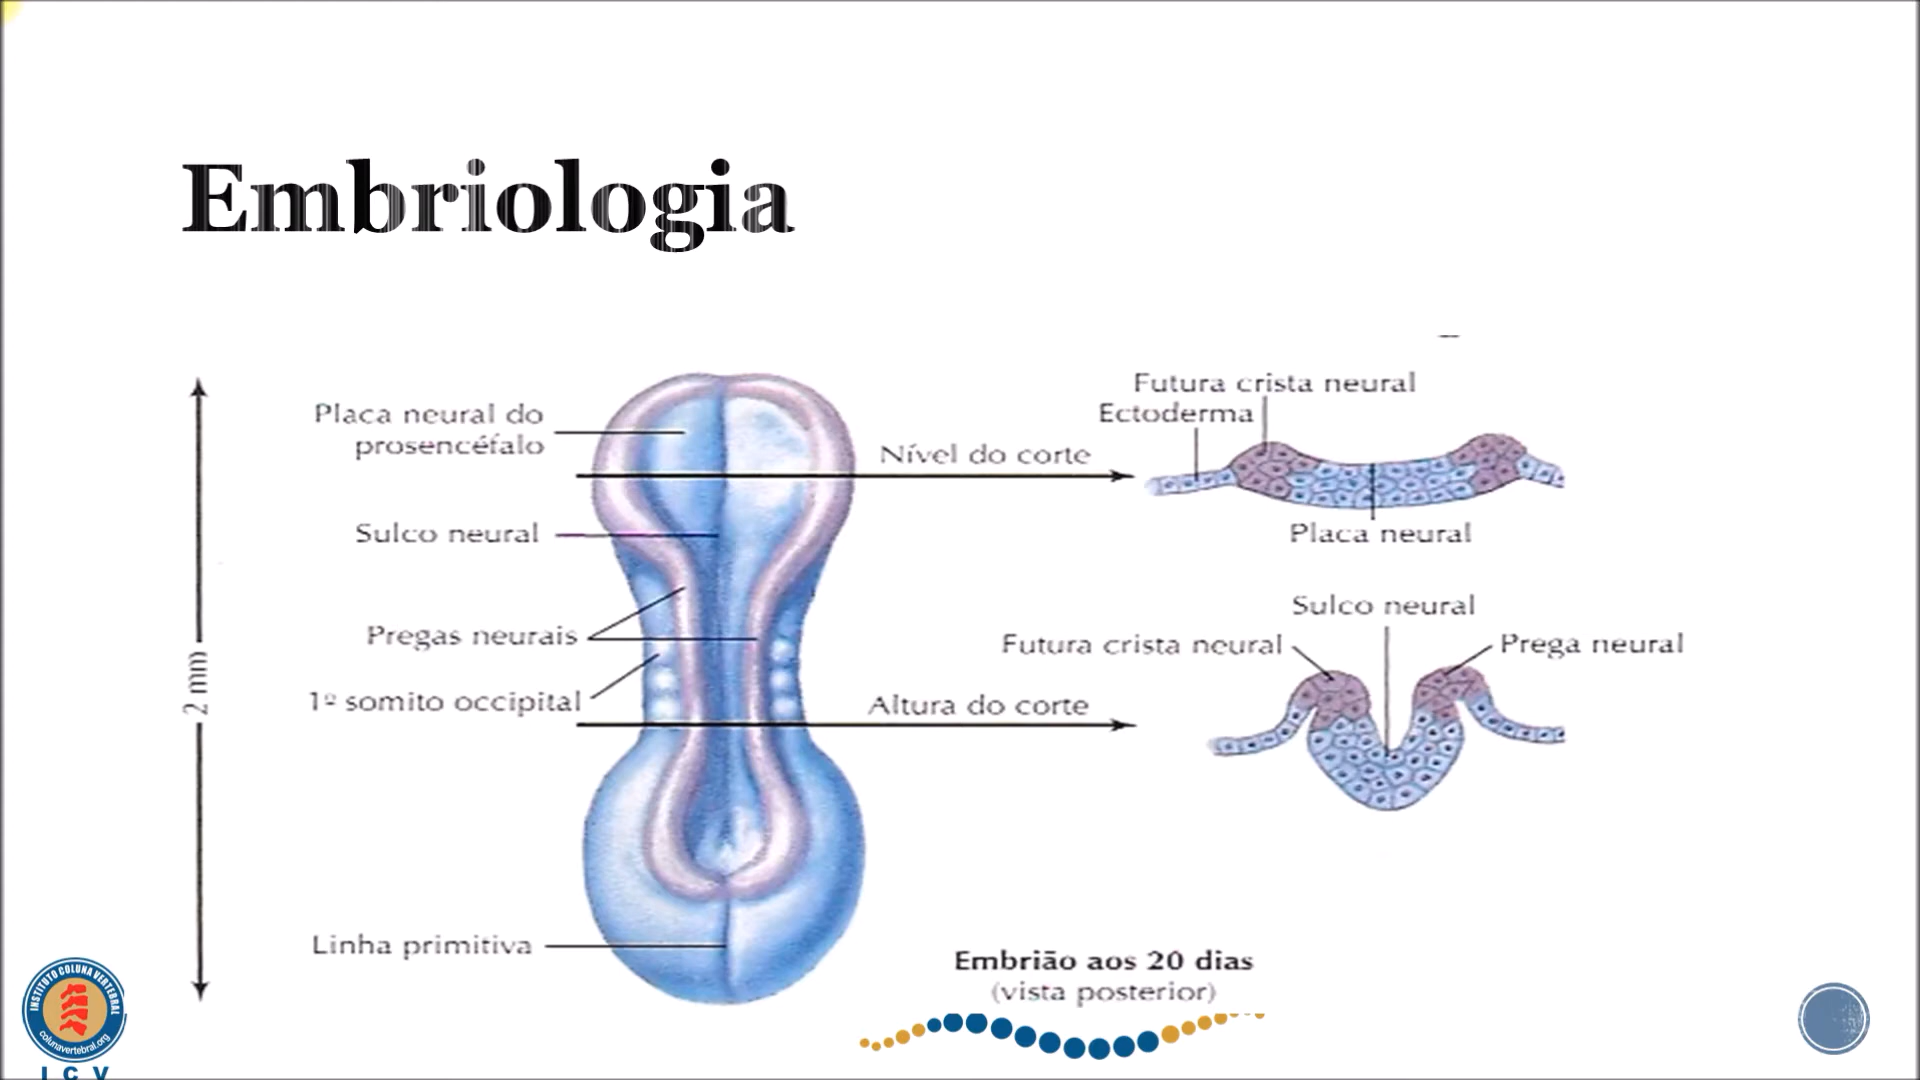 Embriologia
Placa neural do
prosencéfalo
Sulco neural
Pregas neurais
1º somito occipital
Linha primitiva
2 mm
Nível do corte
Altura do corte
Futura crista neural
Ectoderma
Placa neural
Sulco neural
Futura crista neural
Prega neural
Embrião aos 20 dias
(vista posterior)
INSTITUTO COLUNA VERTEBRAL
colunavertebral.org
I C V